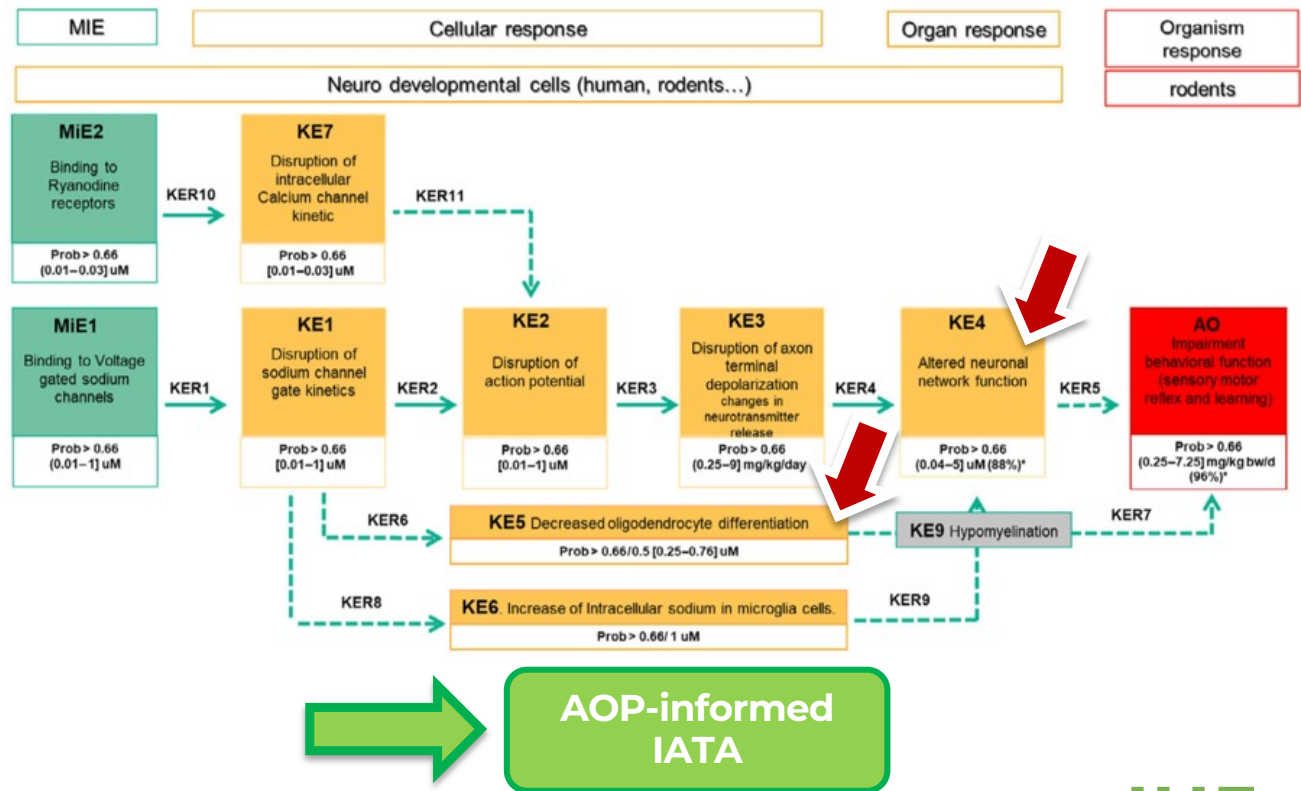 MIE
Cellular response
Organ response
Organism
response
Neuro developmental cells (human, rodents…)
rodents
MiE2
Binding to
Ryanodine
receptors
Prob > 0.66
(0.01–0.03] uM
KER10
KE7
Disruption of
intracellular
Calcium channel
kinetic
Prob > 0.66
[0.01–0.03] uM
KER11
MiE1
Binding to Voltage
gated sodium
channels
Prob > 0.66
(0.01–1] uM
KER1
KE1
Disruption of
sodium channel
gate kinetics
Prob > 0.66
[0.01–1] uM
KER2
KE2
Disruption of
action potential
Prob > 0.66
[0.01–1] uM
KER3
KE3
Disruption of axon
terminal
depolarization
changes in
neurotransmitter
release
Prob > 0.66
(0.25–9] mg/kg/day
KER4
KE4
Altered neuronal
network function
Prob > 0.66
(0.04–5] uM (88%)*
KER5
AO
Impairment
behavioral function
(sensory motor
reflex and learning)
Prob > 0.66
(0.25–7.25] mg/kg bw/d
(96%)*
KER6
KE5 Decreased oligodendrocyte differentiation
Prob > 0.66/0.5 [0.25–0.76] uM
KE9 Hypomyelination
KER7
KER8
KE6. Increase of Intracellular sodium in microglia cells.
Prob > 0.66/ 1 uM
KER9
AOP-informed
IATA